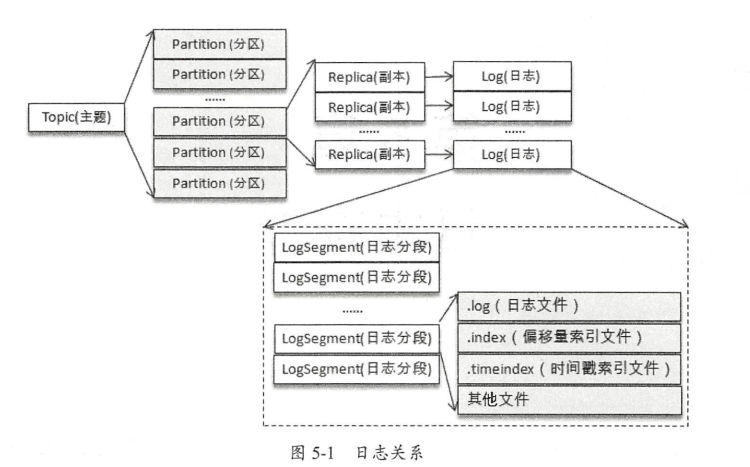 Topic(主题)
Partition (分区)
Partition (分区)
......
Partition (分区)
Partition (分区)
Partition (分区)
Replica(副本)
Replica(副本)
......
Replica(副本)
Log(日志)
Log(日志)
......
Log(日志)
LogSegment(日志分段)
LogSegment(日志分段)
......
LogSegment(日志分段)
LogSegment(日志分段)
.log（日志文件）
.index（偏移量索引文件）
.timeindex（时间戳索引文件）
其他文件
图 5-1 日志关系